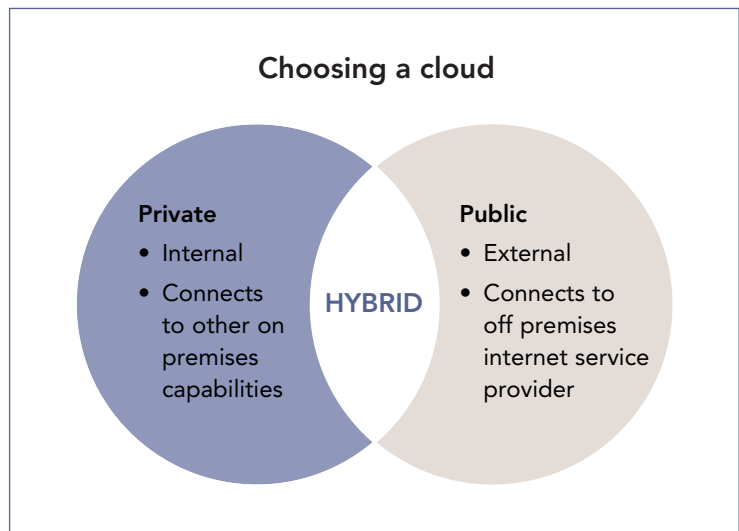 Choosing a cloud
Private
• Internal
• Connects
to other on
premises
capabilities
HYBRID
Public
• External
• Connects to
off premises
internet service
provider